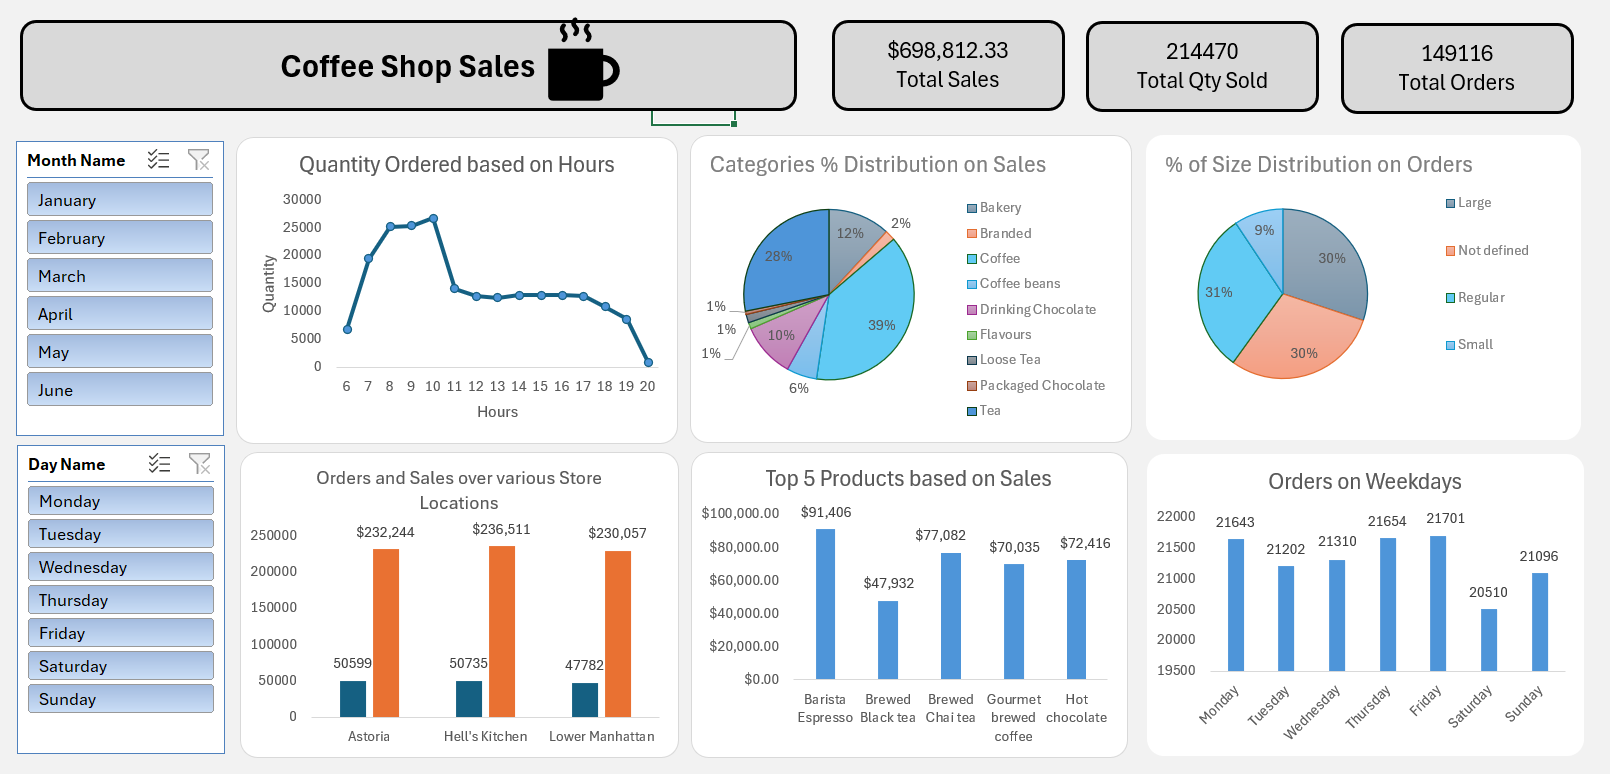 Coffee Shop Sales
$698,812.33
Total Sales
214470
Total Qty Sold
149116
Total Orders
Month Name
January
February
March
April
May
June
Day Name
Monday
Tuesday
Wednesday
Thursday
Friday
Saturday
Sunday
Quantity Ordered based on Hours
30000
25000
20000
15000
10000
5000
0
Quantity
6 7 8 9 10 11 12 13 14 15 16 17 18 19 20
Hours
Categories % Distribution on Sales
12%
2%
39%
6%
10%
1%
1%
1%
28%
Bakery
Branded
Coffee
Coffee beans
Drinking Chocolate
Flavours
Loose Tea
Packaged Chocolate
Tea
% of Size Distribution on Orders
30%
30%
31%
9%
Large
Not defined
Regular
Small
Orders and Sales over various Store
Locations
250000
200000
150000
100000
50000
0
50599
$232,244
50735
$236,511
47782
$230,057
Astoria
Hell's Kitchen
Lower Manhattan
Top 5 Products based on Sales
$100,000.00
$80,000.00
$60,000.00
$40,000.00
$20,000.00
$0.00
$91,406
$47,932
$77,082
$70,035
$72,416
Barista
Espresso
Brewed
Black tea
Brewed
Chai tea
Gourmet
brewed
coffee
Hot
chocolate
Orders on Weekdays
22000
21500
21000
20500
20000
19500
21643
21202
21310
21654
21701
20510
21096
Monday
Tuesday
Wednesday
Thursday
Friday
Saturday
Sunday